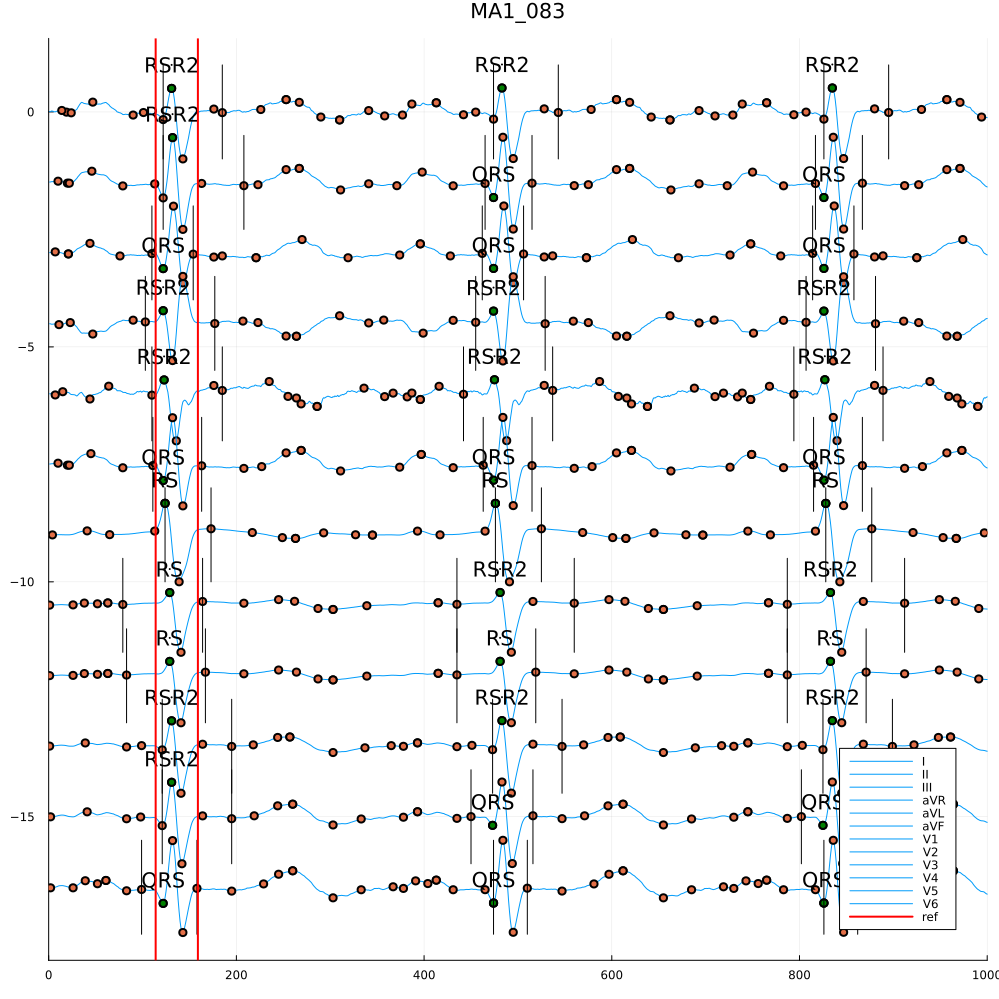 MA1_083
RSR2 RSR2 RSR2
0
RSR2
QRS QRS
QRS QRS QRS
RSR2 RSR2 RSR2
−5
RSR2 RSR2 RSR2
QRS QRS QRS
RS RS RS
−10
RS RSR2 RSR2
RS RS RS
RSR2 RSR2 RSR2
RSR2
I
II
III
aVR
aVL
aVF
V1
V2
V3
V4
V5
V6
ref
QRS QRS
−15
QRS QRS QRS
0 200 400 600 800 1000